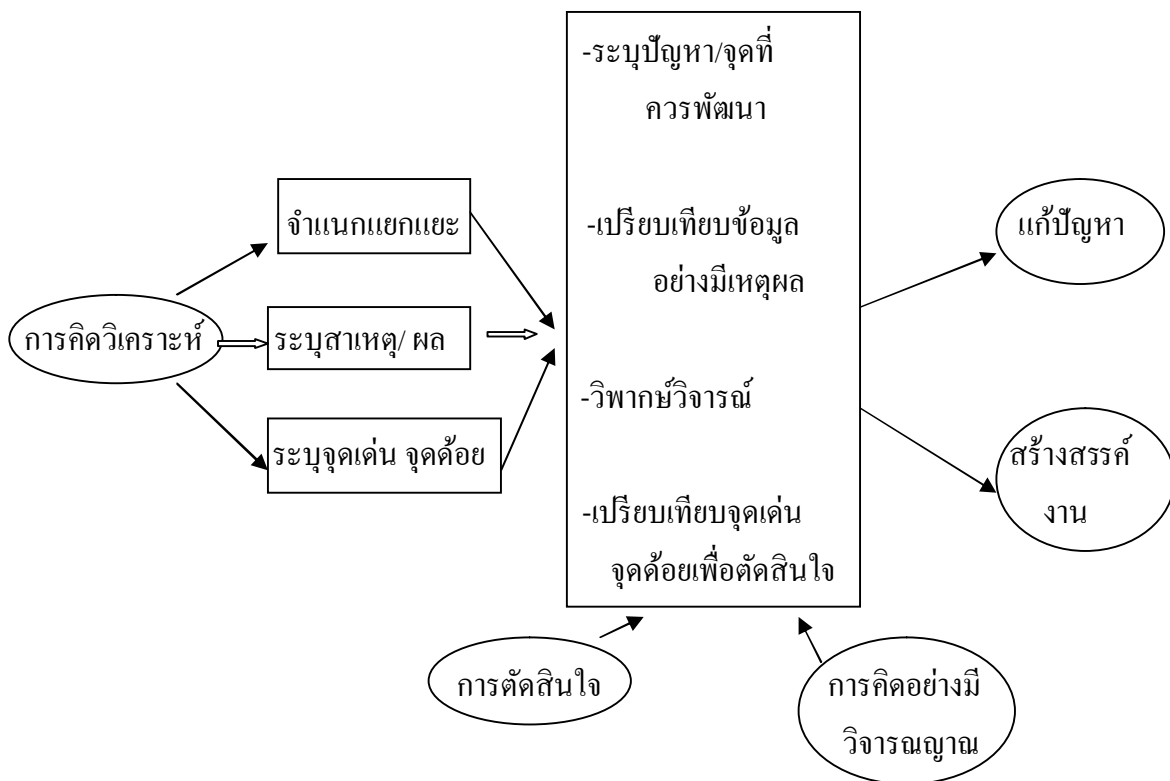 -ระบุปัญหา/จุดที่
ควรพัฒนา
จำแนกแยกแยะ
-เปรียบเทียบข้อมูล
อย่างมีเหตุผล
แก้ปัญหา
การคิดวิเคราะห์
ระบุสาเหตุ/ ผล
-วิพากษ์วิจารณ์
ระบุจุดเด่น จุดด้อย
สร้างสรรค์
งาน
-เปรียบเทียบจุดเด่น
จุดด้อยเพื่อตัดสินใจ
การตัดสินใจ
การคิดอย่างมี
วิจารณญาณ